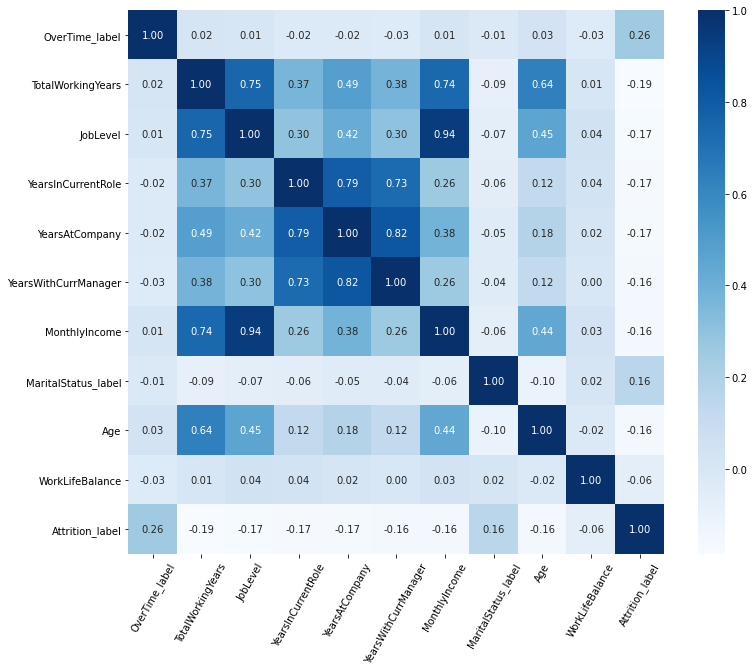 OverTime_label 1.00 0.02 0.01 -0.02 -0.02 -0.03 0.01 -0.01 0.03 -0.03 0.26
TotalWorkingYears 0.02 1.00 0.75 0.37 0.49 0.38 0.74 -0.09 0.64 0.01 -0.19
JobLevel 0.01 0.75 1.00 0.30 0.42 0.30 0.94 -0.07 0.45 0.04 -0.17
YearsInCurrentRole -0.02 0.37 0.30 1.00 0.79 0.73 0.26 -0.06 0.12 0.04 -0.17
YearsAtCompany -0.02 0.49 0.42 0.79 1.00 0.82 0.38 -0.05 0.18 0.02 -0.17
YearsWithCurrManager -0.03 0.38 0.30 0.73 0.82 1.00 0.26 -0.04 0.12 0.00 -0.16
MonthlyIncome 0.01 0.74 0.94 0.26 0.38 0.26 1.00 -0.06 0.44 0.03 -0.16
MaritalStatus_label -0.01 -0.09 -0.07 -0.06 -0.05 -0.04 -0.06 1.00 -0.10 0.02 0.16
Age 0.03 0.64 0.45 0.12 0.18 0.12 0.44 -0.10 1.00 -0.02 -0.16
WorkLifeBalance -0.03 0.01 0.04 0.04 0.02 0.00 0.03 0.02 -0.02 1.00 -0.06
Attrition_label 0.26 -0.19 -0.17 -0.17 -0.17 -0.16 -0.16 0.16 -0.16 -0.06 1.00
OverTime_label
TotalWorkingYears
JobLevel
YearsInCurrentRole
YearsAtCompany
YearsWithCurrManager
MonthlyIncome
MaritalStatus_label
Age
WorkLifeBalance
Attrition_label
1.0
0.8
0.6
0.4
0.2
0.0